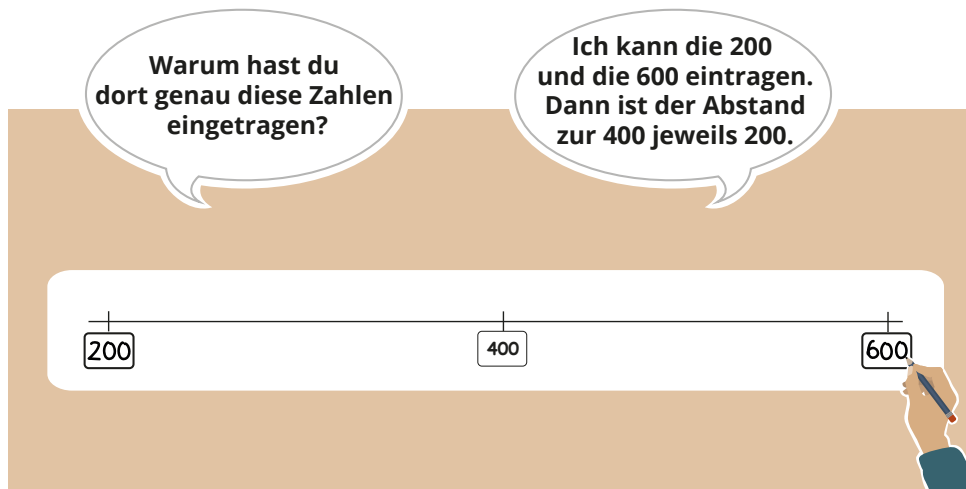 Warum hast du
dort genau diese Zahlen
eingetragen?
Ich kann die 200
und die 600 eintragen.
Dann ist der Abstand
zur 400 jeweils 200.
200 400 600